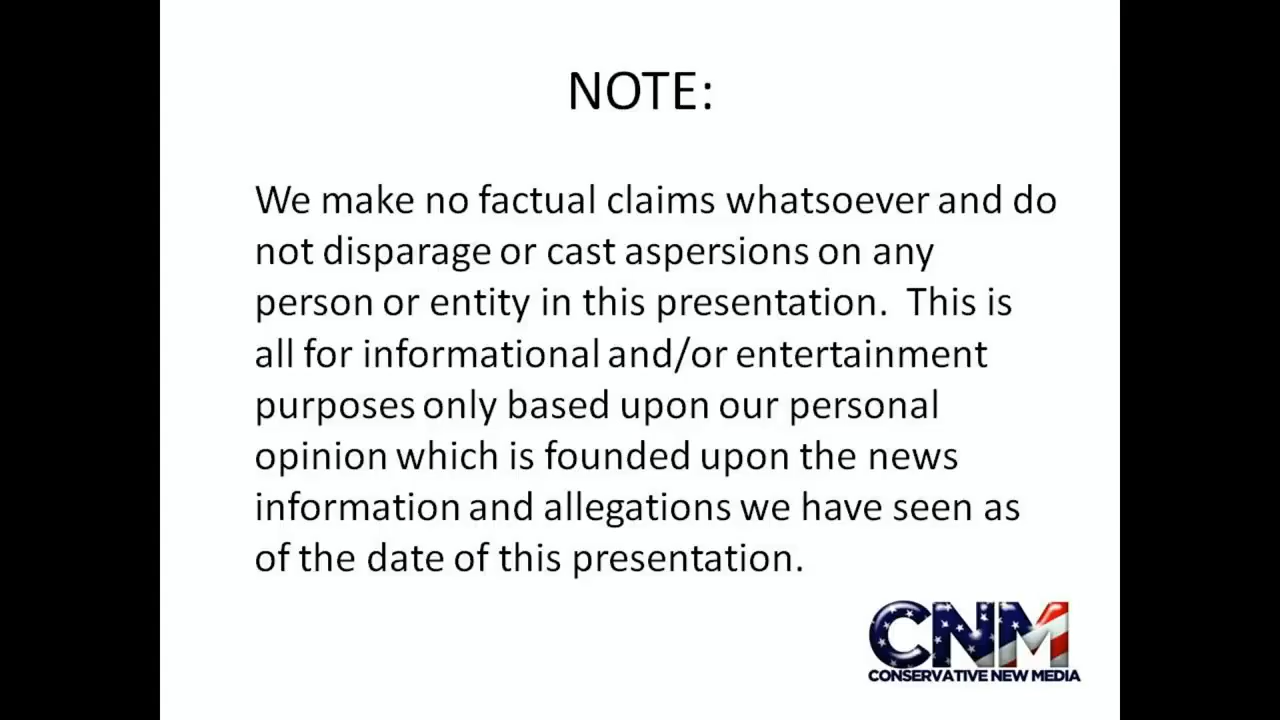 NOTE:
We make no factual claims whatsoever and do
not disparage or cast aspersions on any
person or entity in this presentation.  This is
all for informational and/or entertainment
purposes only based upon our personal
opinion which is founded upon the news
information and allegations we have seen as
of the date of this presentation.
CNM
CONSERVATIVE NEW MEDIA